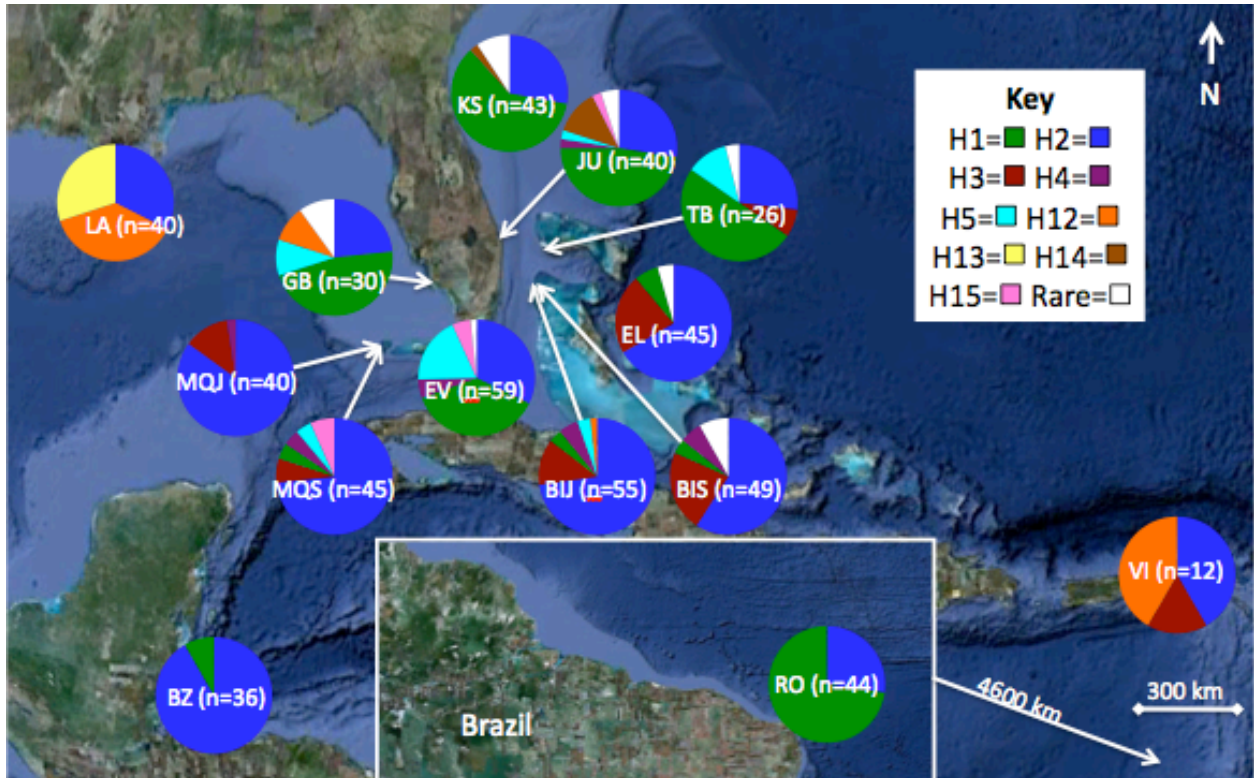 KS (n=43)
N
Key
H1= H2=
H3= H4=
H5= H12=
H13= H14=
H15= Rare=
JU (n=40)
LA (n=40)
TB (n=26)
GB (n=30)
EL (n=45)
MQJ (n=40)
EV (n=59)
MQS (n=45)
BIJ (n=55)
BIS (n=49)
VI (n=12)
BZ (n=36)
RO (n=44)
Brazil
4600 km
300 km